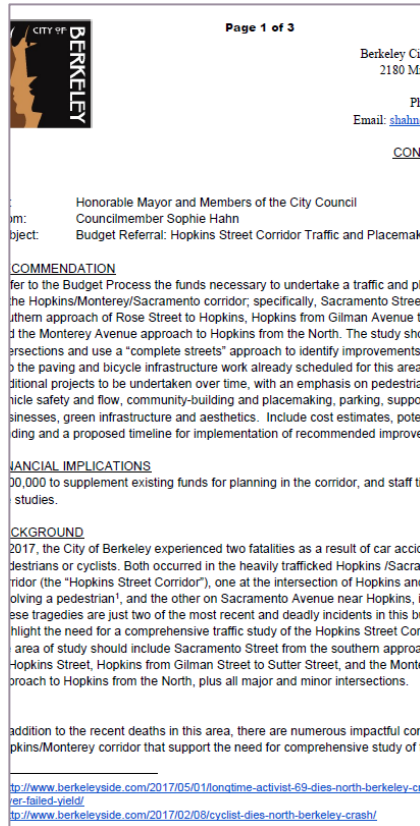 CITY OF
BERKELEY
Page 1 of 3
Berkeley Ci
2180 Mi
Ph
Email: shahn
CON
:
Honorable Mayor and Members of the City Council
om:
Councilmember Sophie Hahn
bject:
Budget Referral: Hopkins Street Corridor Traffic and Placemak
COMMENDATION
fer to the Budget Process the funds necessary to undertake a traffic and pl
the Hopkins/Monterey/Sacramento corridor; specifically, Sacramento Stree
uthern approach of Rose Street to Hopkins, Hopkins from Gilman Avenue t
d the Monterey Avenue approach to Hopkins from the North. The study sho
ersections and use a “complete streets” approach to identify improvements
o the paving and bicycle infrastructure work already scheduled for this area
ditional projects to be undertaken over time, with an emphasis on pedestria
hicle safety and flow, community-building and placemaking, parking, suppo
sinesses, green infrastructure and aesthetics. Include cost estimates, pote
ding and a proposed timeline for implementation of recommended improve
NANCIAL IMPLICATIONS
00,000 to supplement existing funds for planning in the corridor, and staff ti
studies.
CKGROUND
2017, the City of Berkeley experienced two fatalities as a result of car accid
destrians or cyclists. Both occurred in the heavily trafficked Hopkins /Sacra
rridor (the “Hopkins Street Corridor”), one at the intersection of Hopkins and
olving a pedestrian¹, and the other on Sacramento Avenue near Hopkins, i
ese tragedies are just two of the most recent and deadly incidents in this bu
hlight the need for a comprehensive traffic study of the Hopkins Street Cor
area of study should include Sacramento Street from the southern approa
Hopkins Street, Hopkins from Gilman Street to Sutter Street, and the Monte
proach to Hopkins from the North, plus all major and minor intersections.
addition to the recent deaths in this area, there are numerous impactful con
pkins/Monterey corridor that support the need for comprehensive study of
tp://www.berkeleyside.com/2017/05/01/longtime-activist-69-dies-north-berkeley-cr
er-failed-yield/
tp://www.berkeleyside.com/2017/02/08/cyclist-dies-north-berkeley-crash/